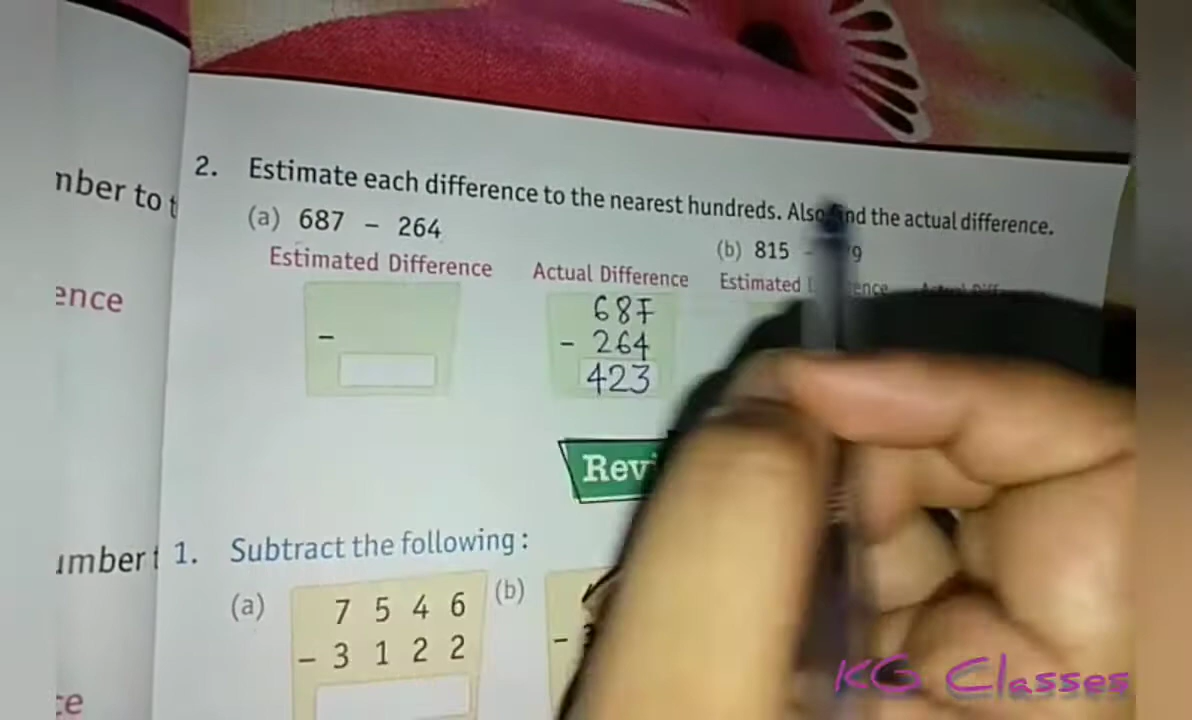 nber to t
ence
umber t
ce
2. Estimate each difference to the nearest hundreds. Also find the actual difference.
(a) 687 - 264
(b) 815 -
Estimated Difference
Actual Difference
Estimated
687
-
- 264
423
Rev
1. Subtract the following :
(a)
7 5 4 6
- 3 1 2 2
(b)
-
KG Classes